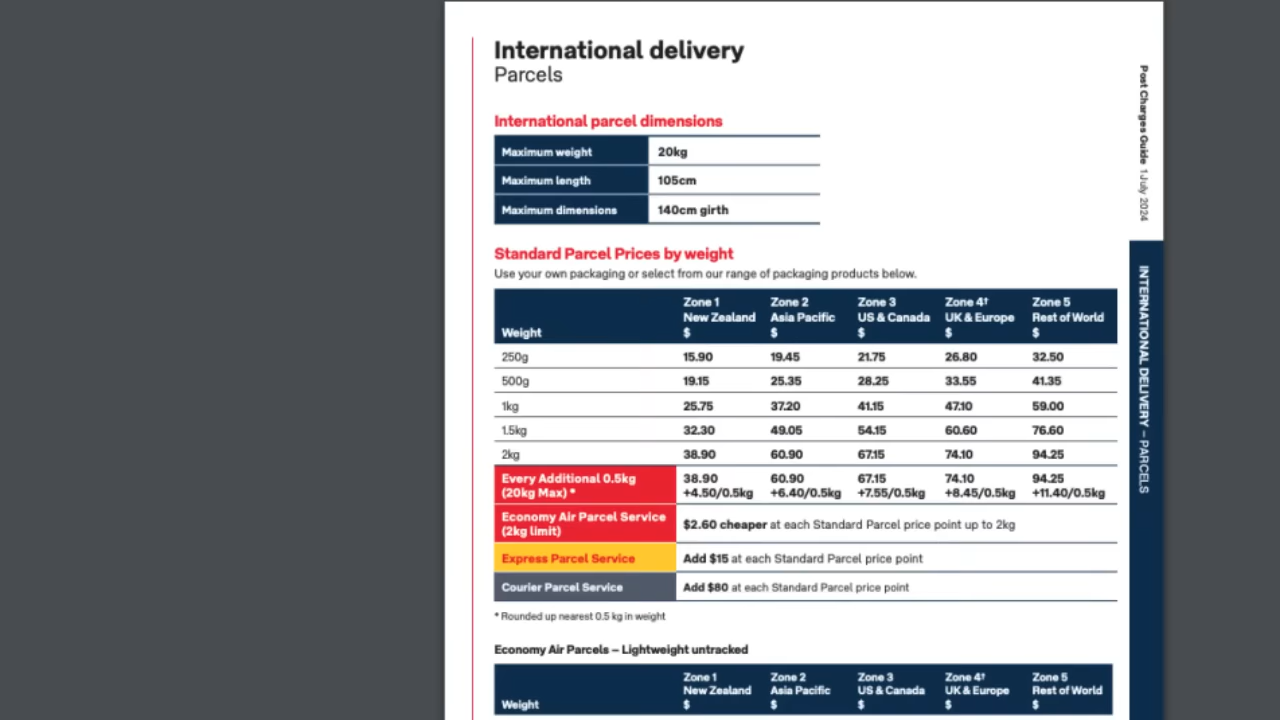 International delivery
Parcels
International parcel dimensions
Maximum weight 20kg
Maximum length 105cm
Maximum dimensions 140cm girth
Standard Parcel Prices by weight
Use your own packaging or select from our range of packaging products below.
Zone 1 Zone 2 Zone 3 Zone 4† Zone 5
New Zealand Asia Pacific US & Canada UK & Europe Rest of World
Weight $ $ $ $ $
250g 15.90 19.45 21.75 26.80 32.50
500g 19.15 25.35 28.25 33.55 41.35
1kg 25.75 37.20 41.15 47.10 59.00
1.5kg 32.30 49.05 54.15 60.60 76.60
2kg 38.90 60.90 67.15 74.10 94.25
Every Additional 0.5kg 38.90 60.90 67.15 74.10 94.25
(20kg Max) * +4.50/0.5kg +6.40/0.5kg +7.55/0.5kg +8.45/0.5kg +11.40/0.5kg
Economy Air Parcel Service
(2kg limit) $2.60 cheaper at each Standard Parcel price point up to 2kg
Express Parcel Service Add $15 at each Standard Parcel price point
Courier Parcel Service Add $80 at each Standard Parcel price point
* Rounded up nearest 0.5 kg in weight
Economy Air Parcels – Lightweight untracked
Zone 1 Zone 2 Zone 3 Zone 4† Zone 5
New Zealand Asia Pacific US & Canada UK & Europe Rest of World
Weight $ $ $ $ $
Post Charges Guide 1 July 2024
INTERNATIONAL DELIVERY – PARCELS